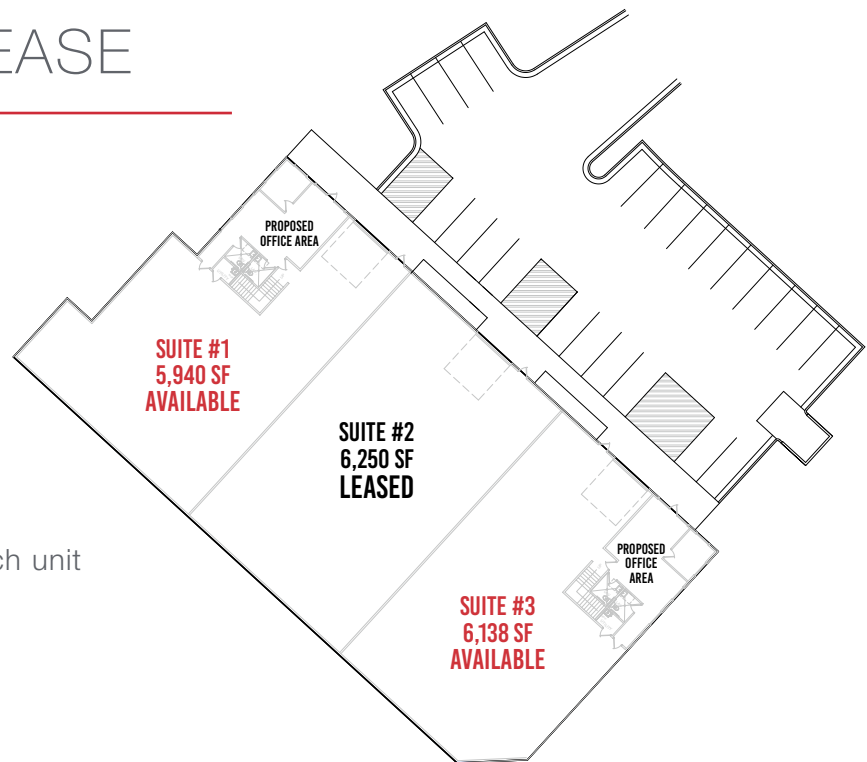 EASE
PROPOSED
OFFICE AREA
SUITE #1
5,940 SF
AVAILABLE
SUITE #2
6,250 SF
LEASED
ch unit
PROPOSED
OFFICE
AREA
SUITE #3
6,138 SF
AVAILABLE